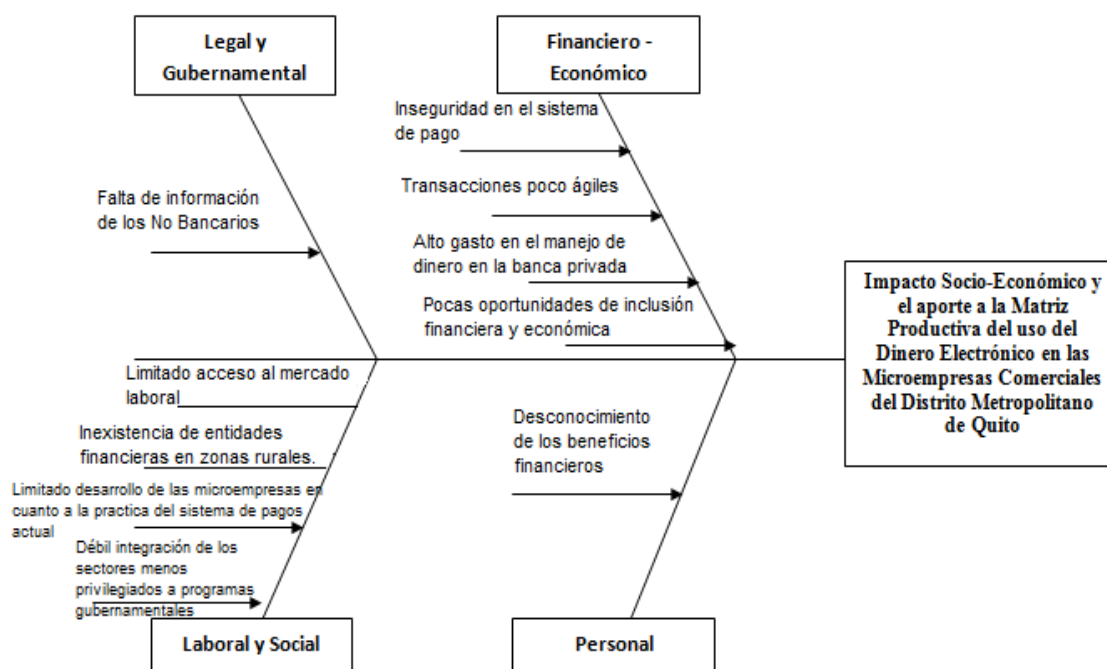 Legal y
Gubernamental
Financiero -
Económico
Inseguridad en el sistema
de pago
Transacciones poco ágiles
Falta de información
de los No Bancarios
Alto gasto en el manejo de
dinero en la banca privada
Pocas oportunidades de inclusión
financiera y económica
Impacto Socio-Económico y
el aporte a la Matriz
Productiva del uso del
Dinero Electrónico en las
Microempresas Comerciales
del Distrito Metropolitano
de Quito
Limitado acceso al mercado
laboral
Inexistencia de entidades
financieras en zonas rurales.
Limitado desarrollo de las microempresas en
cuanto a la practica del sistema de pagos
actual
Débil integración de los
sectores menos
privilegiados a programas
gubernamentales
Desconocimiento
de los beneficios
financieros
Laboral y Social
Personal